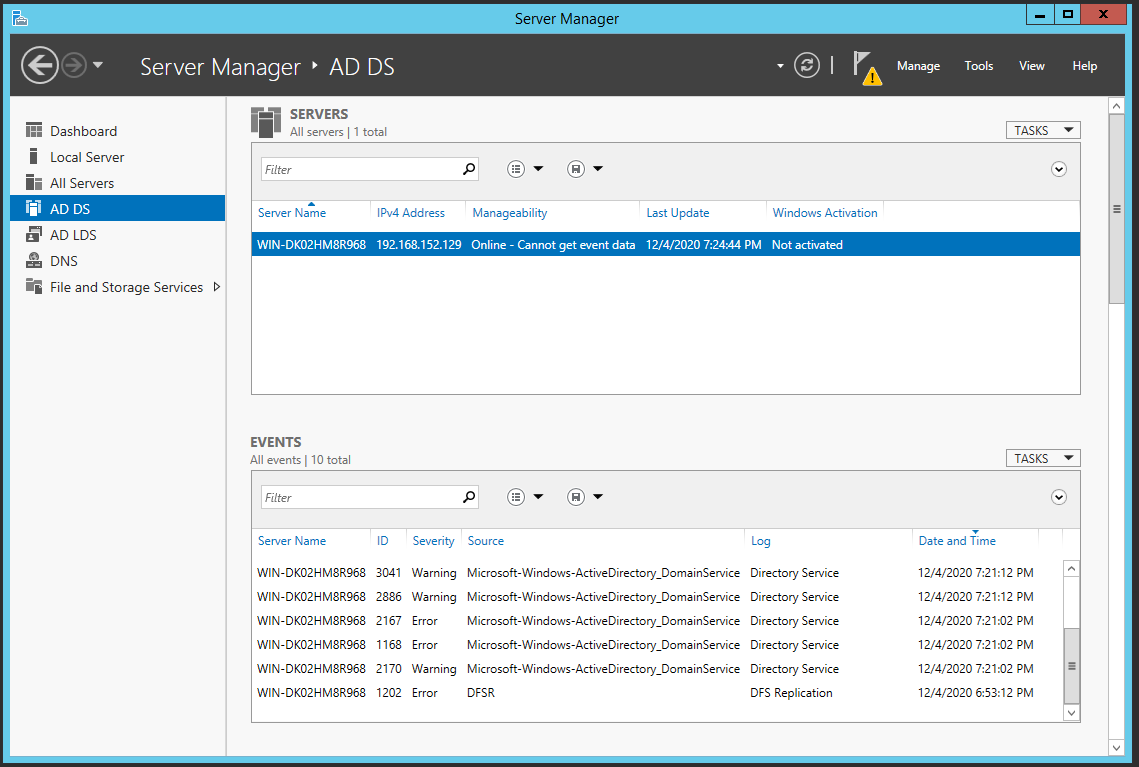 Server Manager
Server Manager ‣ AD DS
Manage Tools View Help
Dashboard
Local Server
All Servers
AD DS
AD LDS
DNS
File and Storage Services
SERVERS
All servers | 1 total
TASKS
Filter
Server Name IPv4 Address Manageability Last Update Windows Activation
WIN-DK02HM8R968 192.168.152.129 Online - Cannot get event data 12/4/2020 7:24:44 PM Not activated
EVENTS
All events | 10 total
TASKS
Filter
Server Name ID Severity Source Log Date and Time
WIN-DK02HM8R968 3041 Warning Microsoft-Windows-ActiveDirectory_DomainService Directory Service 12/4/2020 7:21:12 PM
WIN-DK02HM8R968 2886 Warning Microsoft-Windows-ActiveDirectory_DomainService Directory Service 12/4/2020 7:21:12 PM
WIN-DK02HM8R968 2167 Error Microsoft-Windows-ActiveDirectory_DomainService Directory Service 12/4/2020 7:21:02 PM
WIN-DK02HM8R968 1168 Error Microsoft-Windows-ActiveDirectory_DomainService Directory Service 12/4/2020 7:21:02 PM
WIN-DK02HM8R968 2170 Warning Microsoft-Windows-ActiveDirectory_DomainService Directory Service 12/4/2020 7:21:02 PM
WIN-DK02HM8R968 1202 Error DFSR DFS Replication 12/4/2020 6:53:12 PM